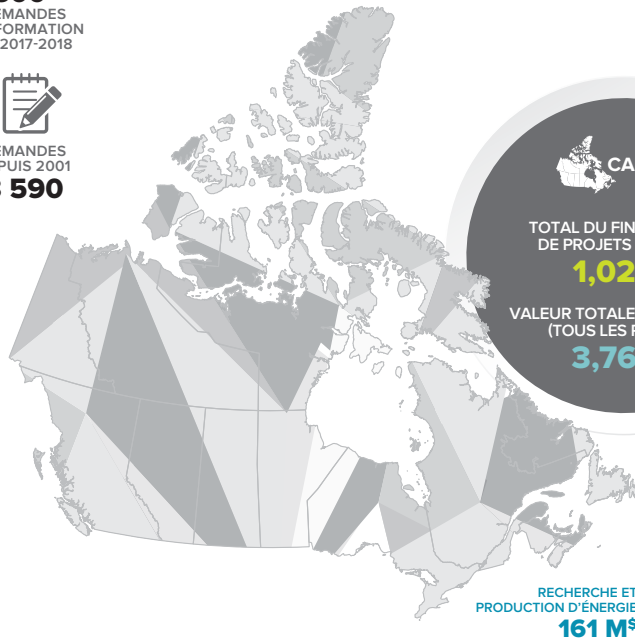 EMANDES
FORMATION
2017-2018
EMANDES
PUIS 2001
590
CA
TOTAL DU FIN
DE PROJETS
1,02
VALEUR TOTALE
(TOUS LES
3,76
RECHERCHE ET
PRODUCTION D'ÉNERGIE
161 M$